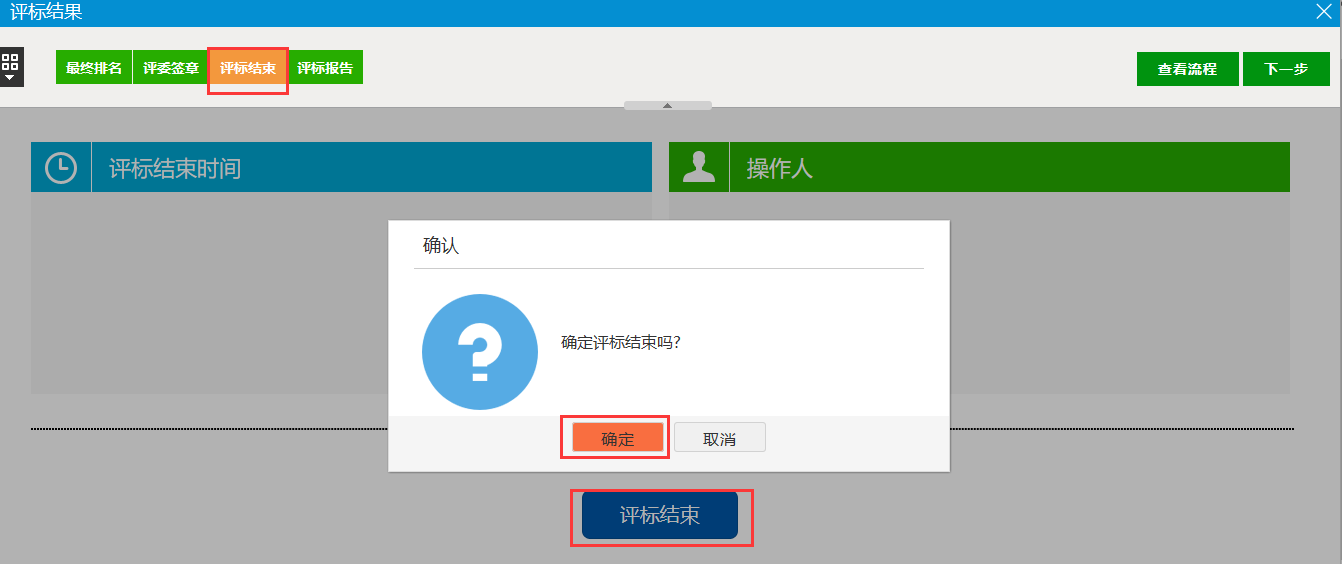 评标结果
最终排名 评委签章 评标结束 评标报告 查看流程 下一步
评标结束时间 操作人
确认
确定评标结束吗?
确定 取消
评标结束